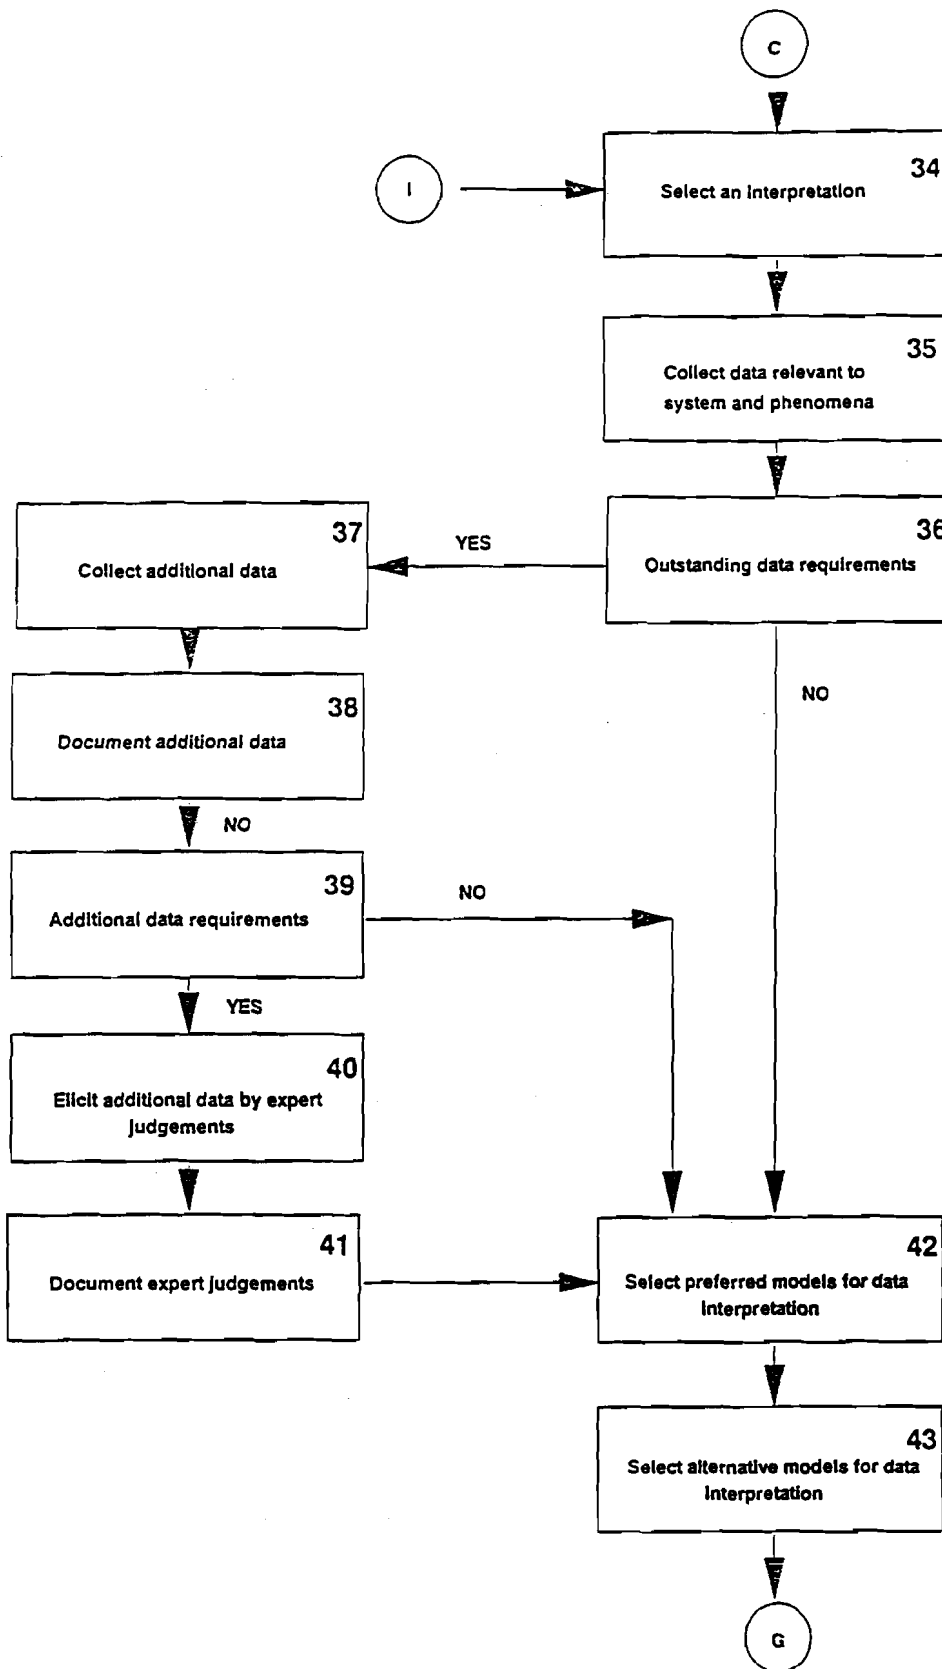 C
I
34
Select an Interpretation
35
Collect data relevant to
system and phenomena
36
Outstanding data requirements
YES
37
Collect additional data
NO
38
Document additional data
NO
39
Additional data requirements
NO
YES
40
Elicit additional data by expert
Judgements
41
Document expert judgements
42
Select preferred models for data
Interpretation
43
Select alternative models for data
Interpretation
G